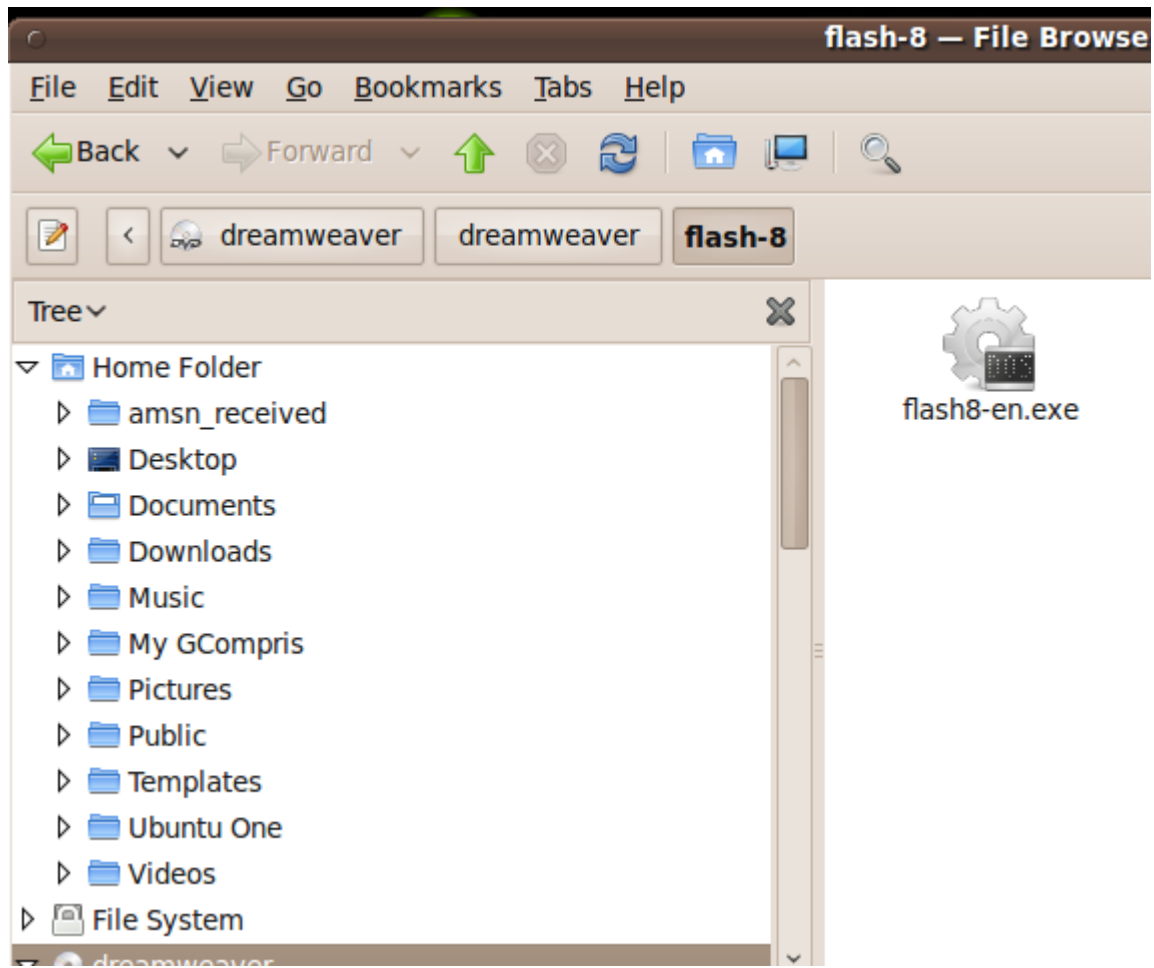 flash-8 — File Browse
File Edit View Go Bookmarks Tabs Help
Back Forward
dreamweaver dreamweaver flash-8
Tree
Home Folder
amsn_received
Desktop
Documents
Downloads
Music
My GCompris
Pictures
Public
Templates
Ubuntu One
Videos
File System
dreamweaver
flash8-en.exe